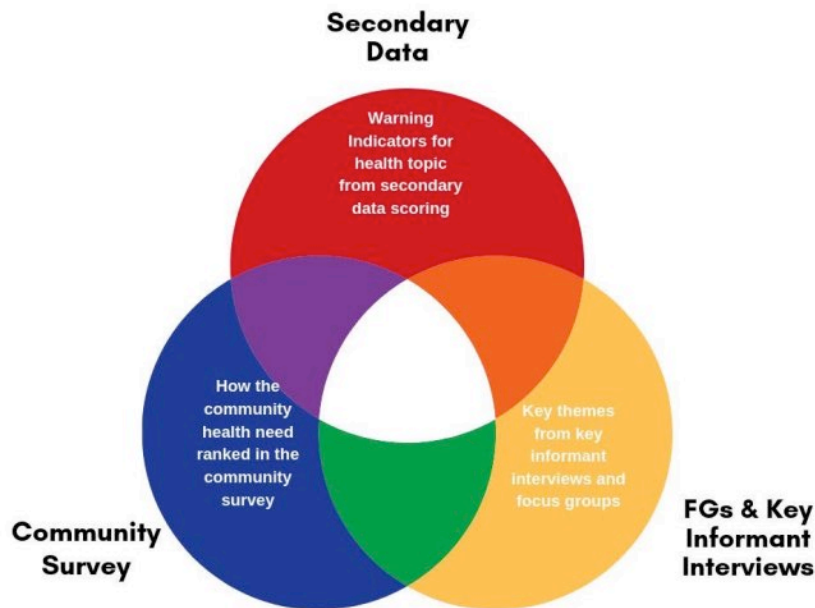 Secondary
Data
Warning
Indicators for
health topic
from secondary
data scoring
How the
community
health need
ranked in the
community
survey
Key themes
from key
informant
interviews and
focus groups
Community
Survey
FGs & Key
Informant
Interviews